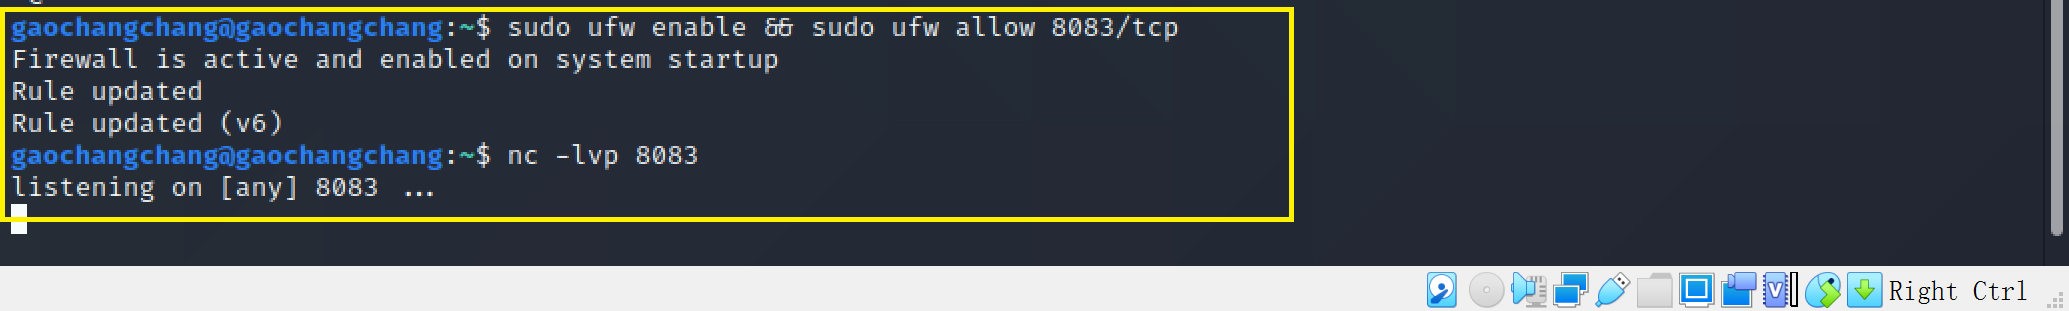 gaochangchang@gaochangchang:~$ sudo ufw enable && sudo ufw allow 8083/tcp
Firewall is active and enabled on system startup
Rule updated
Rule updated (v6)
gaochangchang@gaochangchang:~$ nc -lvp 8083
listening on [any] 8083 ...
Right Ctrl